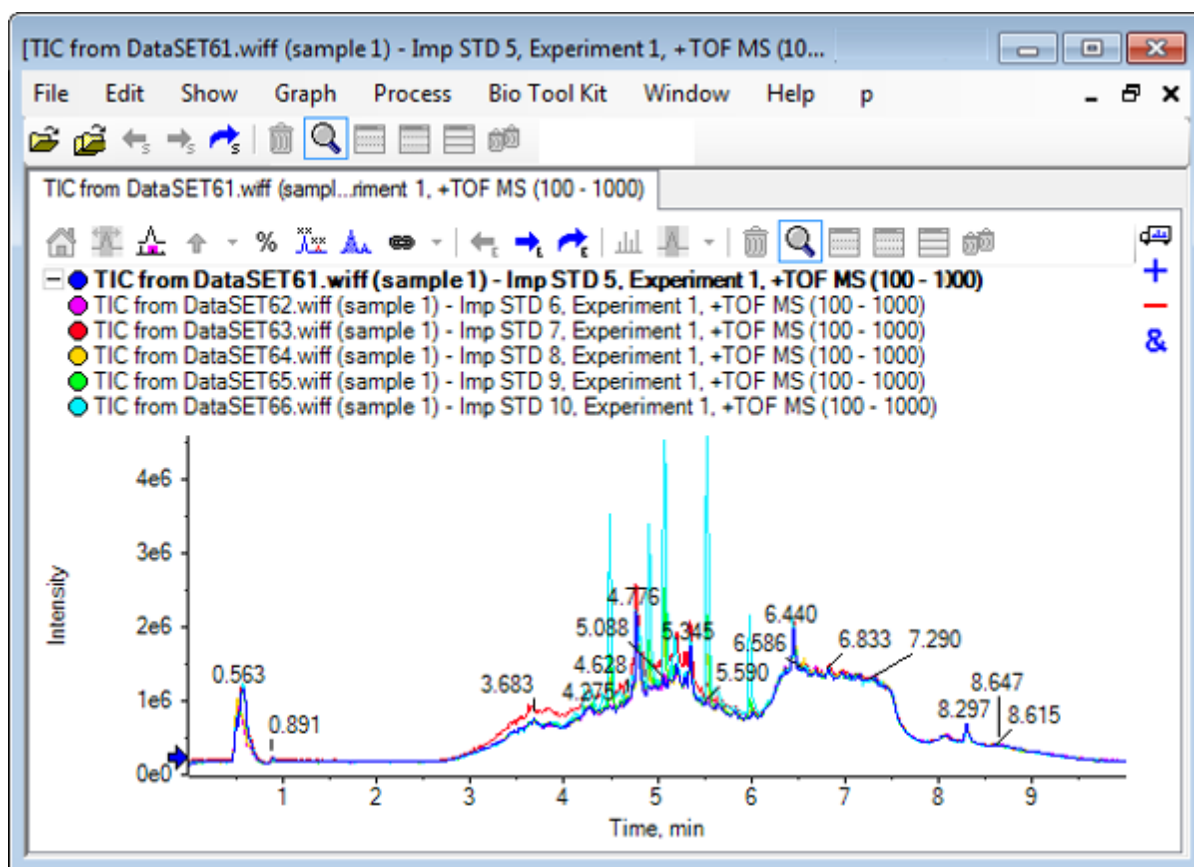 [TIC from DataSET61.wiff (sample 1) - Imp STD 5, Experiment 1, +TOF MS (10...
File Edit Show Graph Process Bio Tool Kit Window Help p
TIC from DataSET61.wiff (sampl...riment 1, +TOF MS (100 - 1000)
%
TIC from DataSET61.wiff (sample 1) - Imp STD 5, Experiment 1, +TOF MS (100 - 1000)
TIC from DataSET62.wiff (sample 1) - Imp STD 6, Experiment 1, +TOF MS (100 - 1000)
TIC from DataSET63.wiff (sample 1) - Imp STD 7, Experiment 1, +TOF MS (100 - 1000)
TIC from DataSET64.wiff (sample 1) - Imp STD 8, Experiment 1, +TOF MS (100 - 1000)
TIC from DataSET65.wiff (sample 1) - Imp STD 9, Experiment 1, +TOF MS (100 - 1000)
TIC from DataSET66.wiff (sample 1) - Imp STD 10, Experiment 1, +TOF MS (100 - 1000)
&
Intensity
4e6
3e6
2e6
1e6
0e0
0.563
0.891
3.683
4.275
4.628
5.088
4.776
5.345
5.590
6.586
6.440
6.833
7.290
8.297
8.647
8.615
1 2 3 4 5 6 7 8 9
Time, min